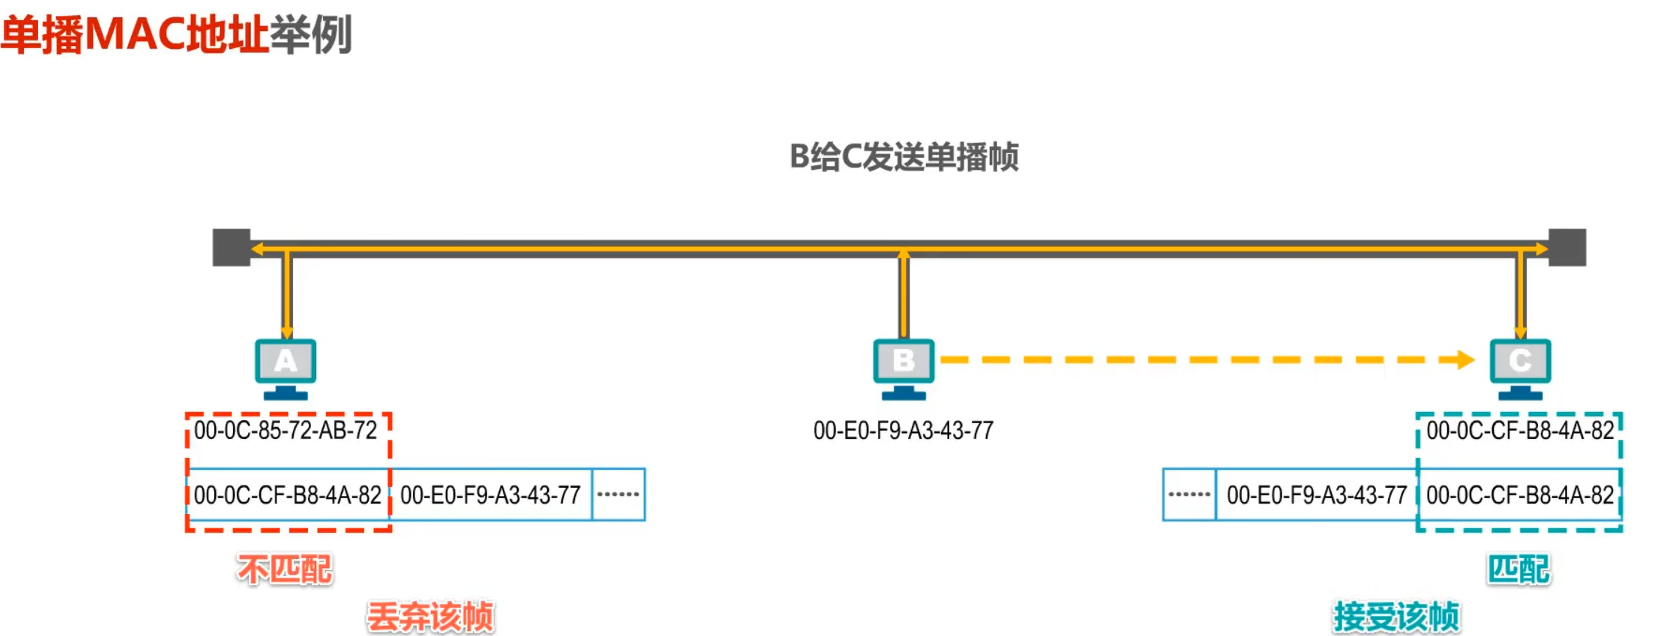 单播MAC地址举例
B给C发送单播帧
A
B
C
00-0C-85-72-AB-72
00-E0-F9-A3-43-77
00-0C-CF-B8-4A-82
00-0C-CF-B8-4A-82 00-E0-F9-A3-43-77 ······
······ 00-E0-F9-A3-43-77 00-0C-CF-B8-4A-82
不匹配
匹配
丢弃该帧
接受该帧